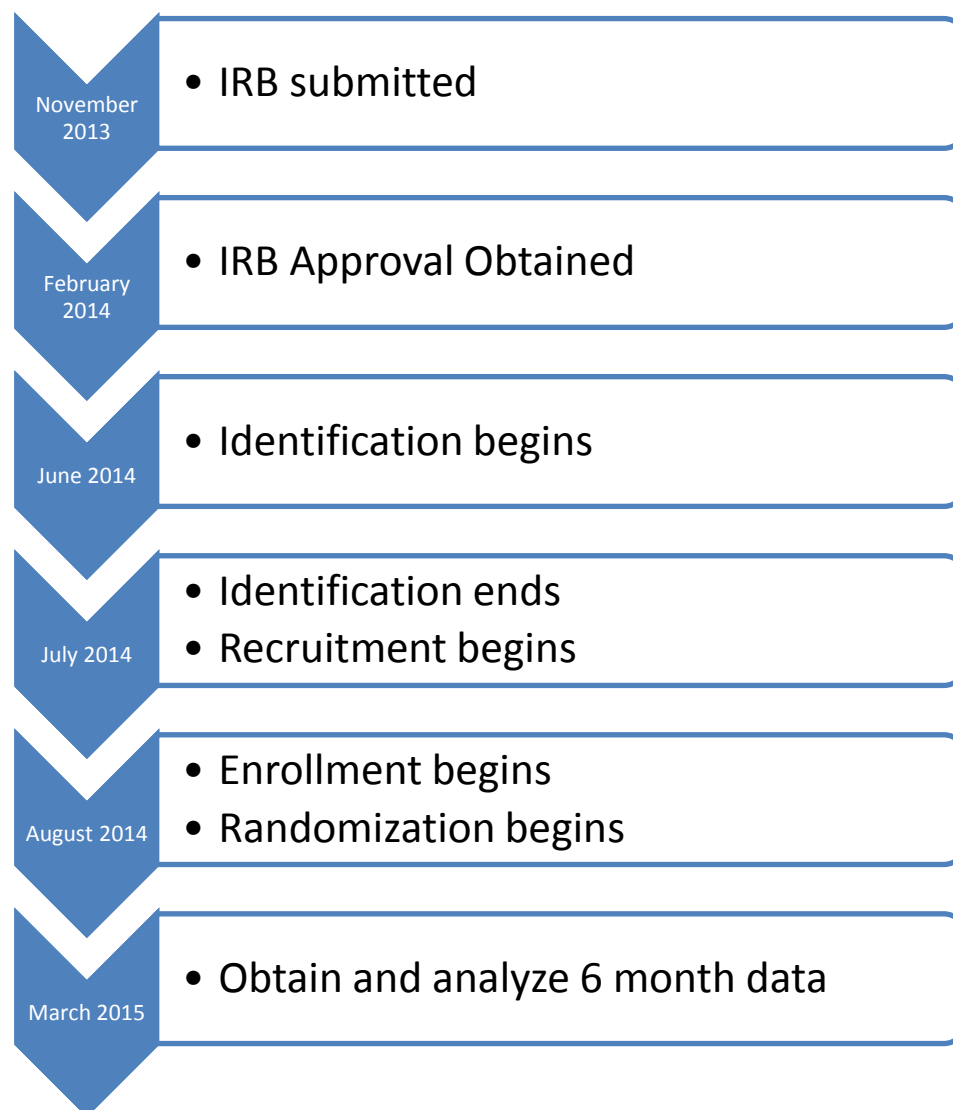 November
2013
• IRB submitted
February
2014
• IRB Approval Obtained
June 2014
• Identification begins
July 2014
• Identification ends
• Recruitment begins
August 2014
• Enrollment begins
• Randomization begins
March 2015
• Obtain and analyze 6 month data